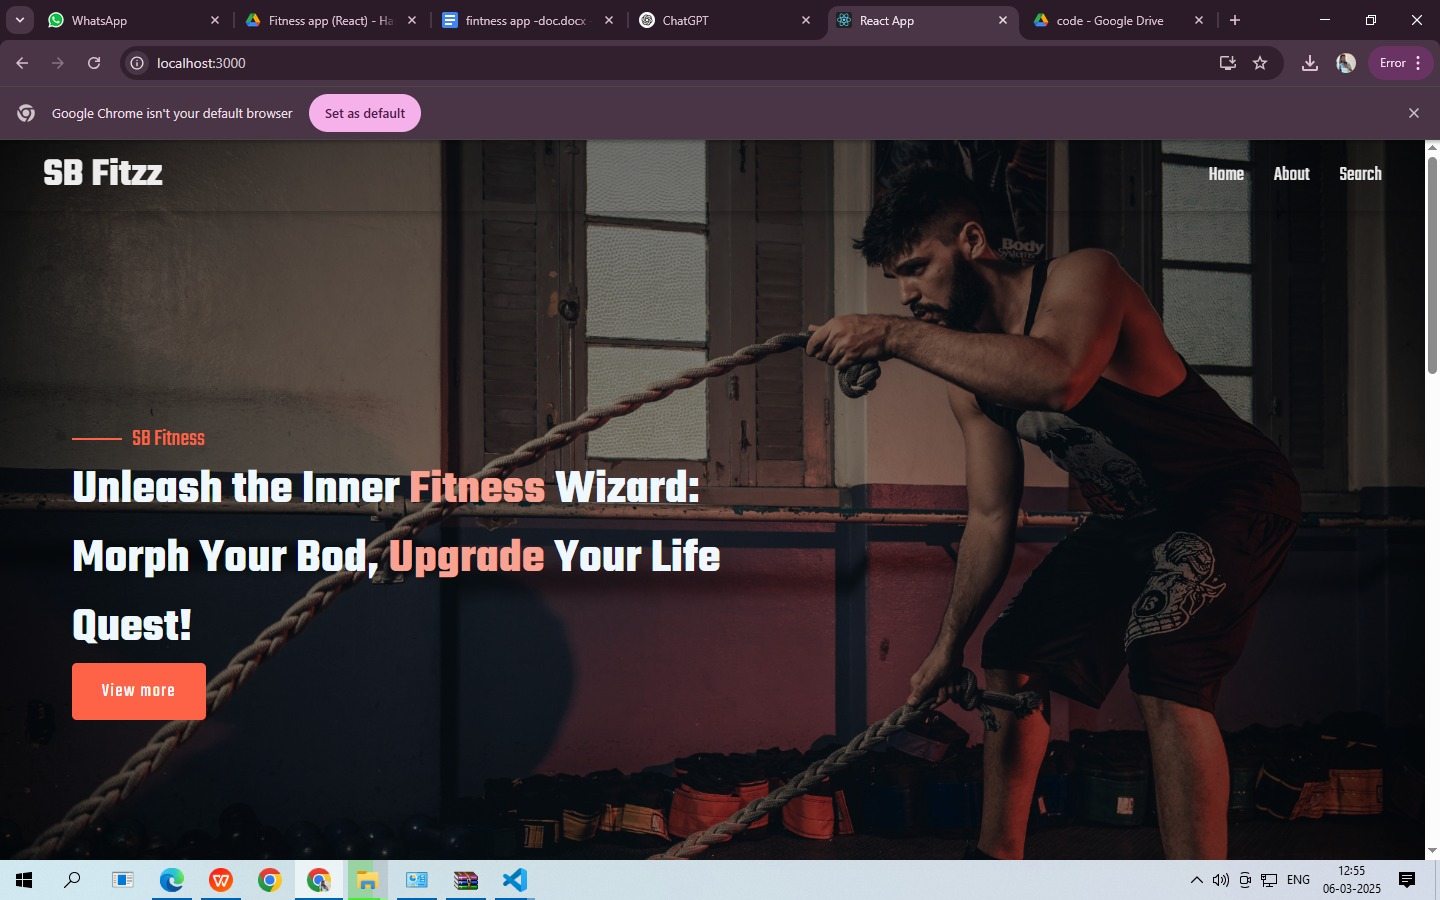 WhatsApp
Fitness app (React) - Ha
fintness app -doc.docx
ChatGPT
React App
code - Google Drive
localhost:3000
Error
Google Chrome isn't your default browser
Set as default
SB Fitzz
Home
About
Search
Body
SB Fitness
Unleash the Inner Fitness Wizard:
Morph Your Bod, Upgrade Your Life
Quest!
View more
13
ENG
12:55
06-03-2025